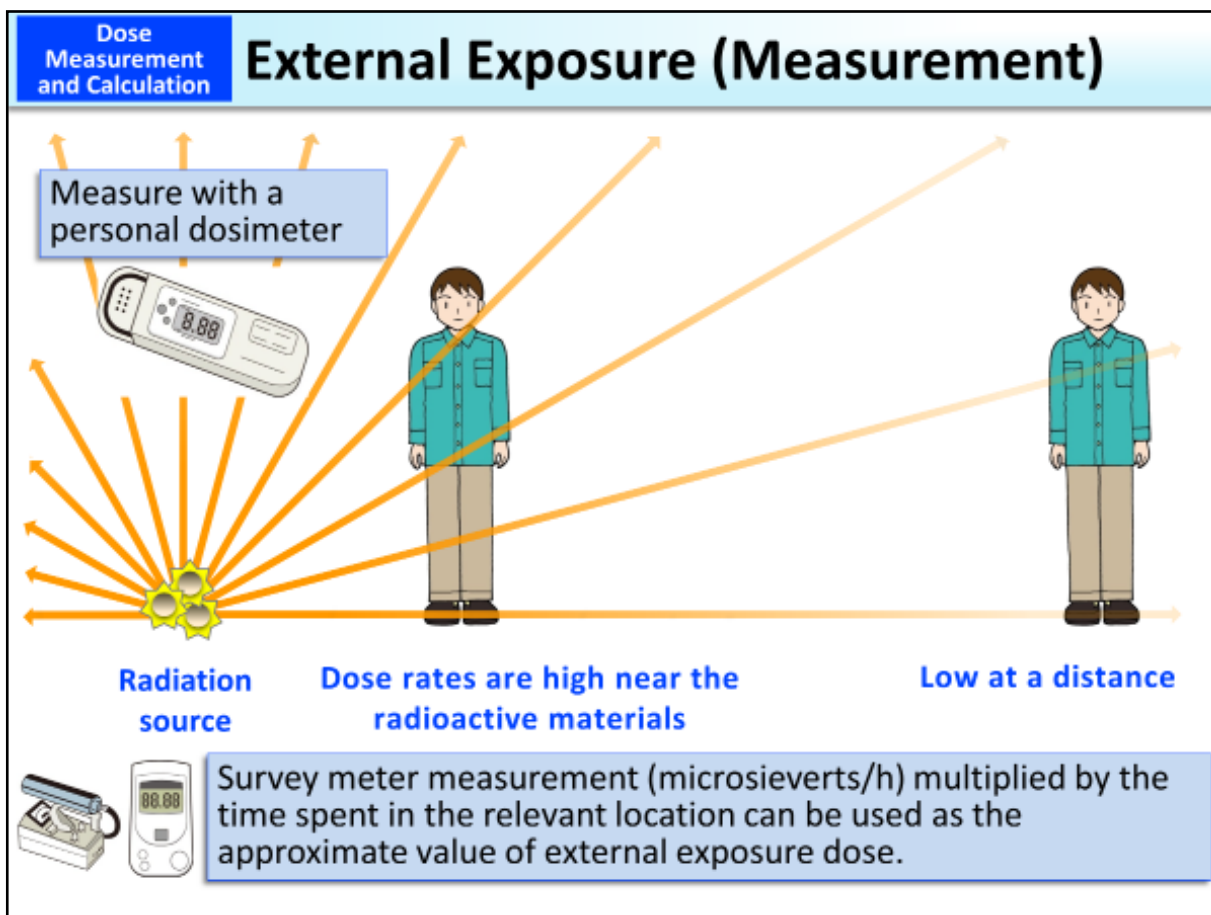 Dose
Measurement
and Calculation
External Exposure (Measurement)
Measure with a
personal dosimeter
8.88
Radiation
source
Dose rates are high near the
radioactive materials
Low at a distance
88.88
Survey meter measurement (microsieverts/h) multiplied by the
time spent in the relevant location can be used as the
approximate value of external exposure dose.